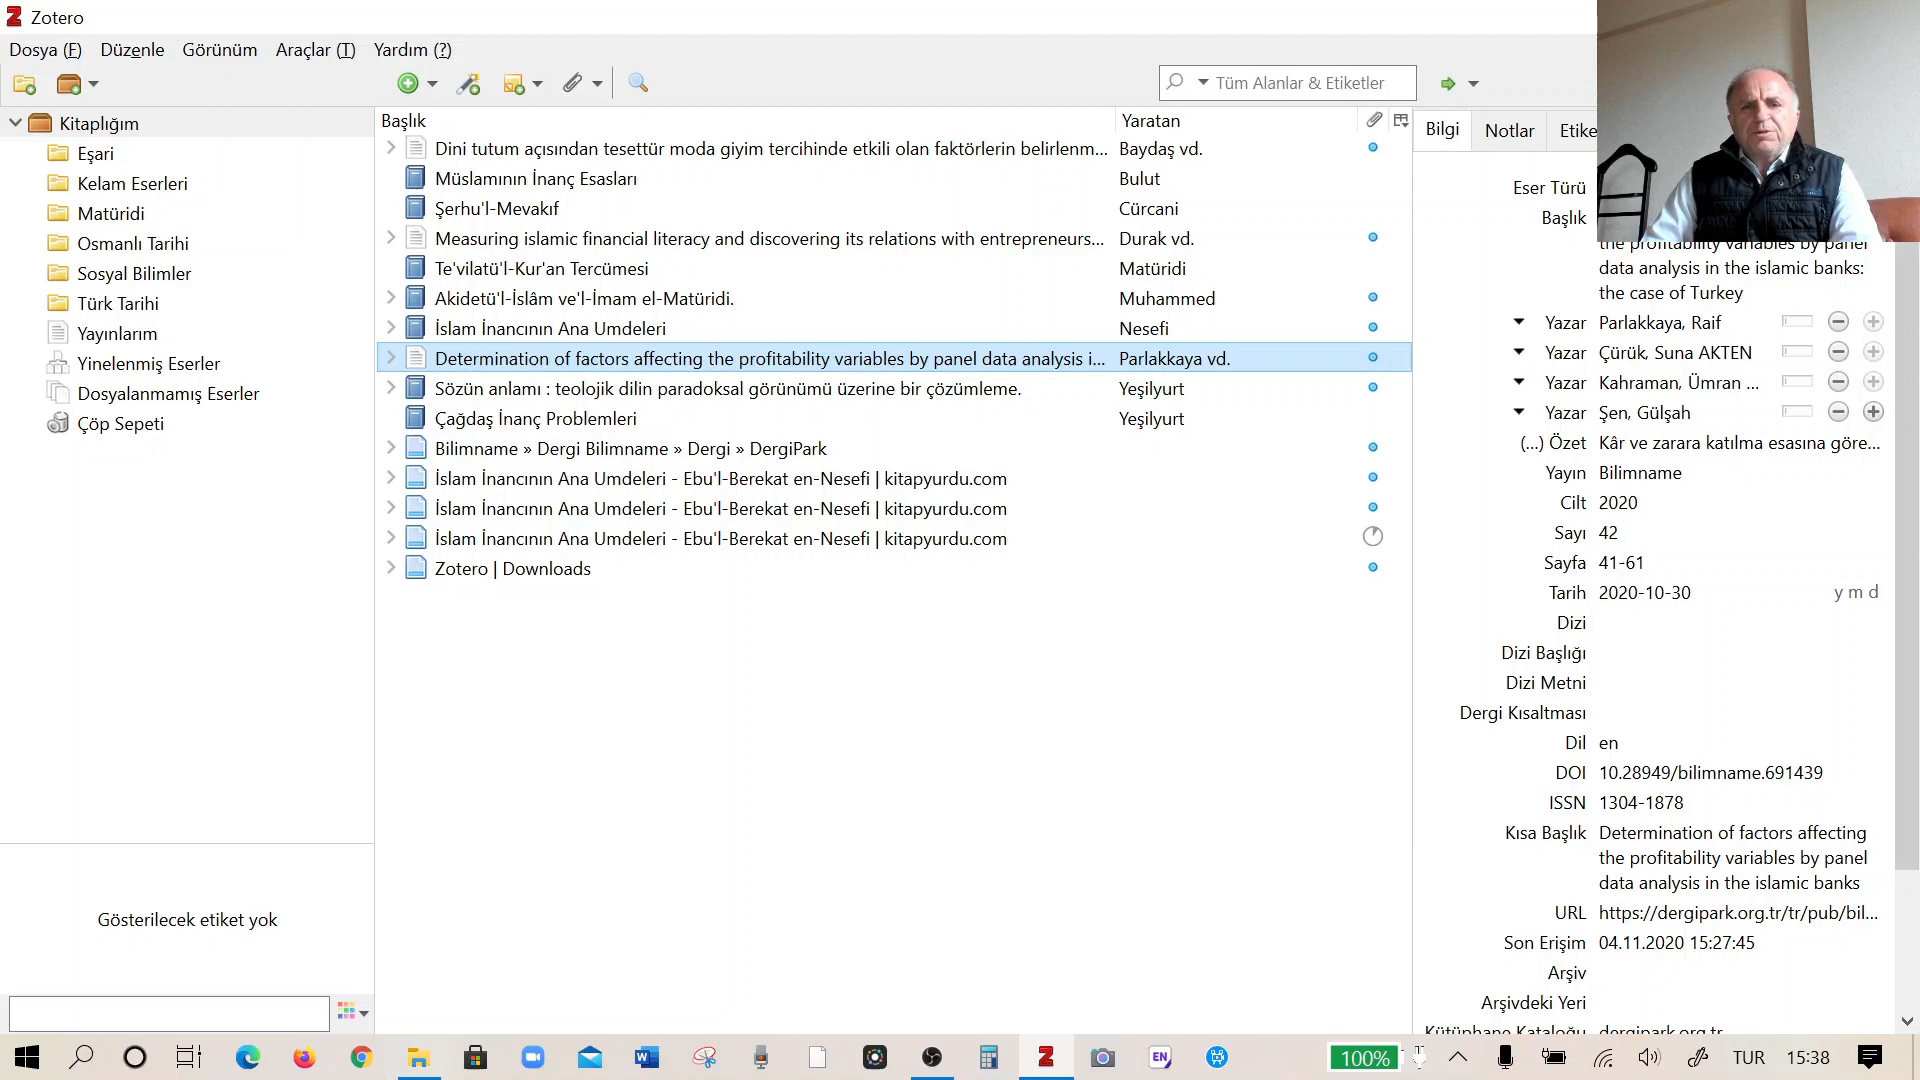 Zotero
Dosya (F) Düzenle Görünüm Araçlar (T) Yardım (?)
Tüm Alanlar & Etiketler
Kitaplığım
Eşari
Kelam Eserleri
Matüridi
Osmanlı Tarihi
Sosyal Bilimler
Türk Tarihi
Yayınlarım
Yinelenmiş Eserler
Dosyalanmamış Eserler
Çöp Sepeti
Gösterilecek etiket yok
Başlık Yaratan
Dini tutum açısından tesettür moda giyim tercihinde etkili olan faktörlerin belirlenm... Baydaş vd.
Müslamının İnanç Esasları Bulut
Şerhu'l-Mevakıf Cürcani
Measuring islamic financial literacy and discovering its relations with entrepreneurs... Durak vd.
Te'vilatü'l-Kur'an Tercümesi Matüridi
Akidetü'l-İslâm ve'l-İmam el-Matüridi. Muhammed
İslam İnancının Ana Umdeleri Nesefi
Determination of factors affecting the profitability variables by panel data analysis i... Parlakkaya vd.
Sözün anlamı : teolojik dilin paradoksal görünümü üzerine bir çözümleme. Yeşilyurt
Çağdaş İnanç Problemleri Yeşilyurt
Bilimname » Dergi Bilimname » Dergi » DergiPark
İslam İnancının Ana Umdeleri - Ebu'l-Berekat en-Nesefi | kitapyurdu.com
İslam İnancının Ana Umdeleri - Ebu'l-Berekat en-Nesefi | kitapyurdu.com
İslam İnancının Ana Umdeleri - Ebu'l-Berekat en-Nesefi | kitapyurdu.com
Zotero | Downloads
Bilgi Notlar Etike
Eser Türü
Başlık
the profitability variables by panel
data analysis in the islamic banks:
the case of Turkey
Yazar Parlakkaya, Raif
Yazar Çürük, Suna AKTEN
Yazar Kahraman, Ümran ...
Yazar Şen, Gülşah
(...) Özet Kâr ve zarara katılma esasına göre...
Yayın Bilimname
Cilt 2020
Sayı 42
Sayfa 41-61
Tarih 2020-10-30 y m d
Dizi
Dizi Başlığı
Dizi Metni
Dergi Kısaltması
Dil en
DOI 10.28949/bilimname.691439
ISSN 1304-1878
Kısa Başlık Determination of factors affecting
the profitability variables by panel
data analysis in the islamic banks
URL https://dergipark.org.tr/tr/pub/bil...
Son Erişim 04.11.2020 15:27:45
Arşiv
Arşivdeki Yeri
Kütüphane Kataloğu dergipark.org.tr
EN 100% TUR 15:38